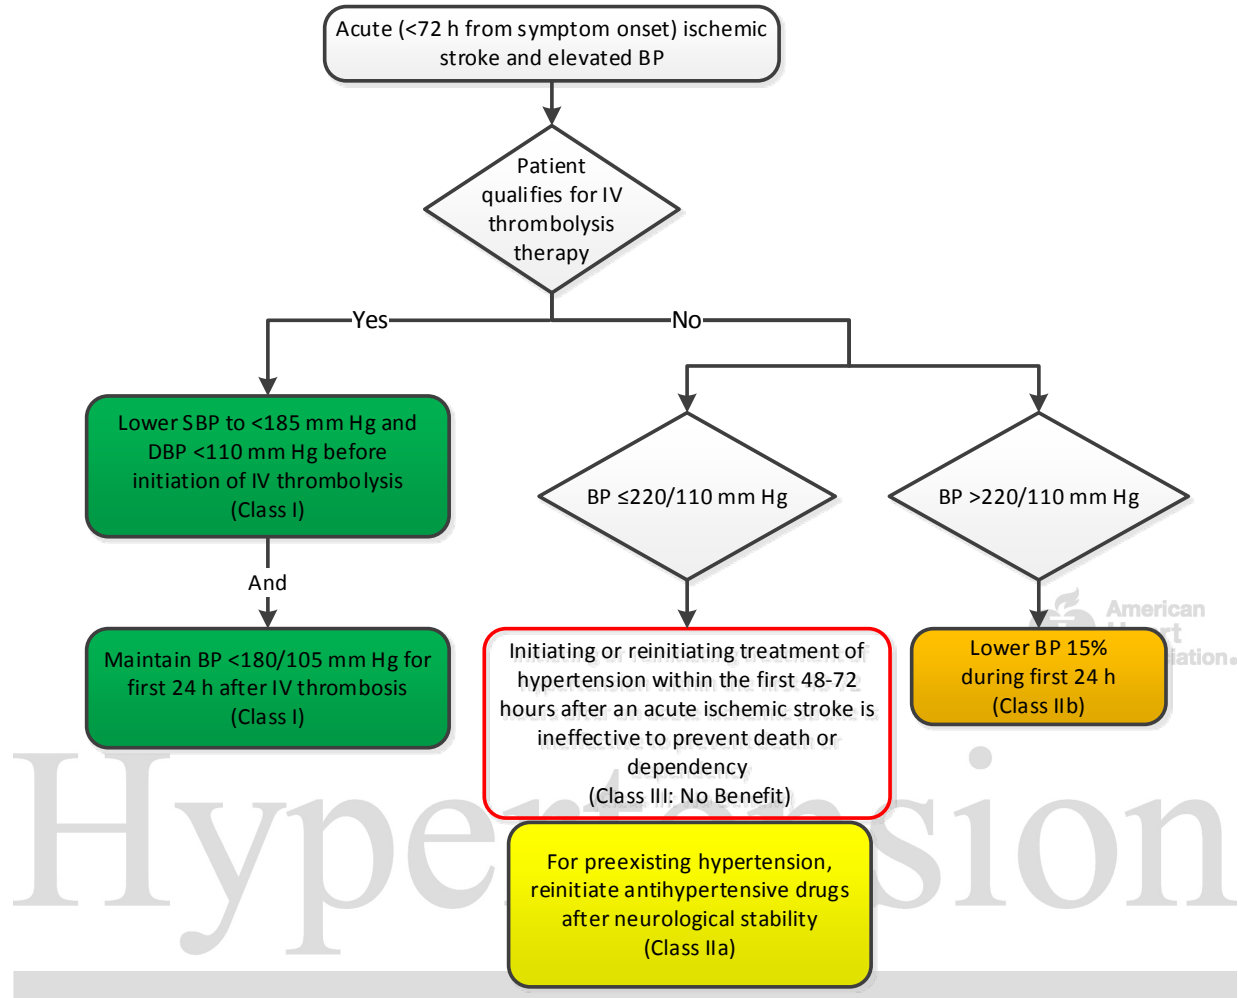 Acute (<72 h from symptom onset) ischemic
stroke and elevated BP
Patient
qualifies for IV
thrombolysis
therapy
Yes
No
Lower SBP to <185 mm Hg and
DBP <110 mm Hg before
initiation of IV thrombolysis
(Class I)
BP ≤220/110 mm Hg
BP >220/110 mm Hg
And
Maintain BP <180/105 mm Hg for
first 24 h after IV thrombosis
(Class I)
Initiating or reinitiating treatment of
hypertension within the first 48-72
hours after an acute ischemic stroke is
ineffective to prevent death or
dependency
(Class III: No Benefit)
Lower BP 15%
during first 24 h
(Class IIb)
American
For preexisting hypertension,
reinitiate antihypertensive drugs
after neurological stability
(Class IIa)
Hypertension